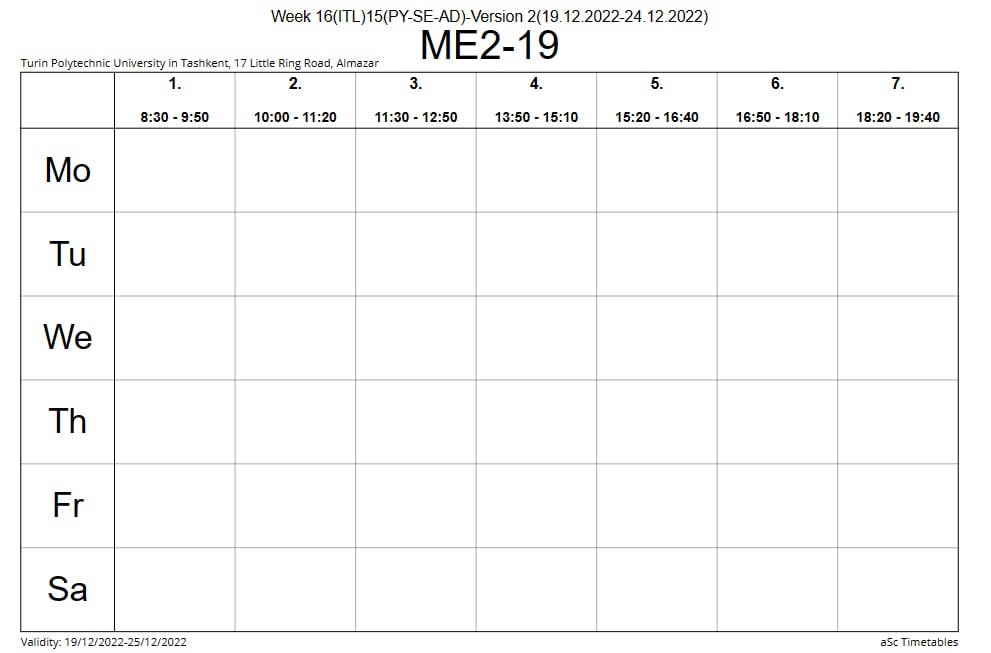 Week 16(ITL)15(PY-SE-AD)-Version 2(19.12.2022-24.12.2022)
ME2-19
Turin Polytechnic University in Tashkent, 17 Little Ring Road, Almazar
1. 2. 3. 4. 5. 6. 7.
8:30 - 9:50 10:00 - 11:20 11:30 - 12:50 13:50 - 15:10 15:20 - 16:40 16:50 - 18:10 18:20 - 19:40
Mo
Tu
We
Th
Fr
Sa
Validity: 19/12/2022-25/12/2022 aSc Timetables